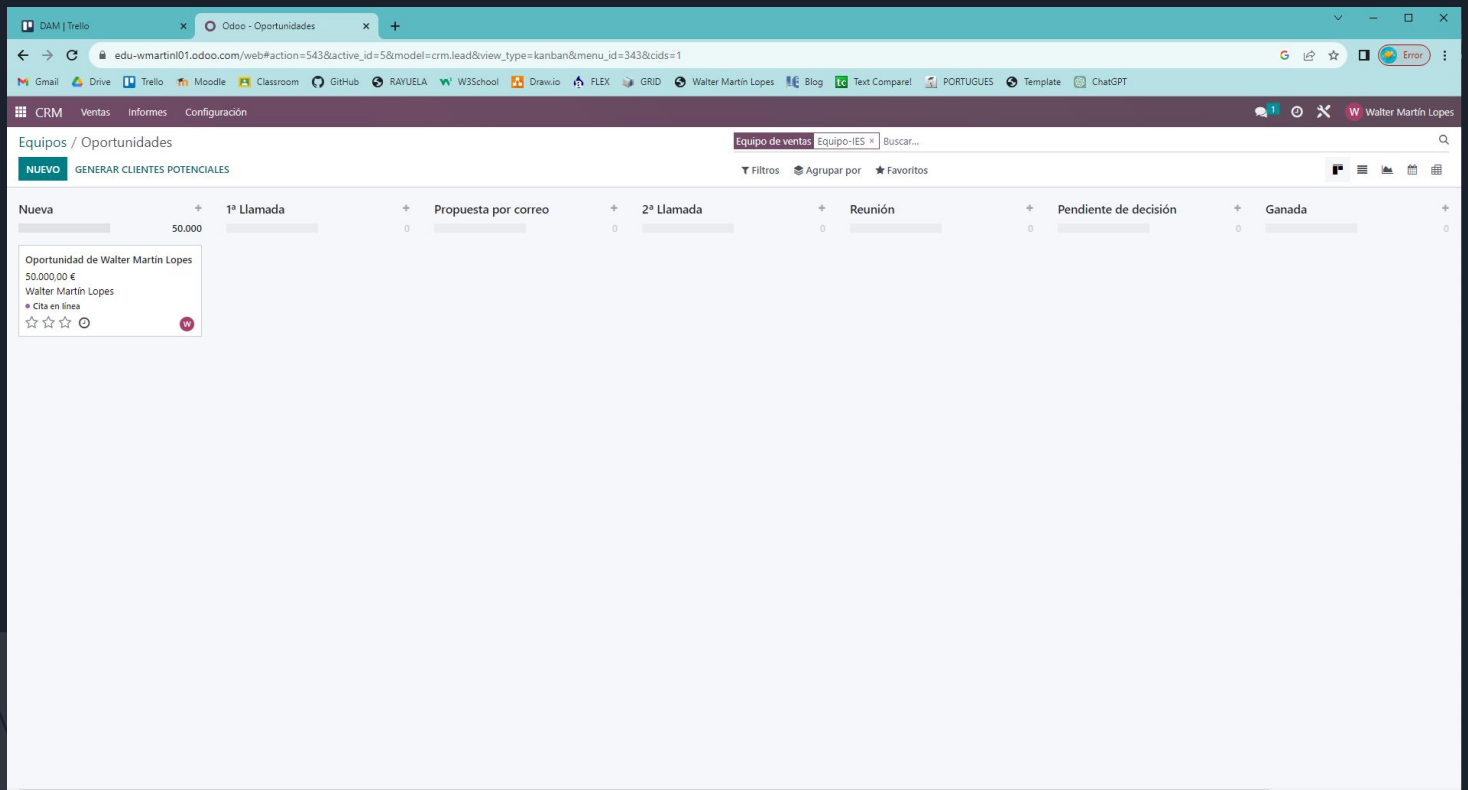 DAM | Trello
Odoo - Oportunidades
edu-wmartinl01.odoo.com/web#action=543&active_id=5&model=crm.lead&view_type=kanban&menu_id=343&cids=1
Error
Gmail Drive Trello Moodle Classroom GitHub RAYUELA W3School Draw.io FLEX GRID Walter Martín Lopes Blog Text Compare! PORTUGUES Template ChatGPT
CRM Ventas Informes Configuración 1 W Walter Martín Lopes
Equipos / Oportunidades
Equipo de ventas Equipo-IES × Buscar...
NUEVO GENERAR CLIENTES POTENCIALES
Filtros Agrupar por Favoritos
Nueva + 1ª Llamada + Propuesta por correo + 2ª Llamada + Reunión + Pendiente de decisión + Ganada +
50.000 0 0 0 0 0 0
Oportunidad de Walter Martín Lopes
50.000,00 €
Walter Martín Lopes
Cita en línea
W